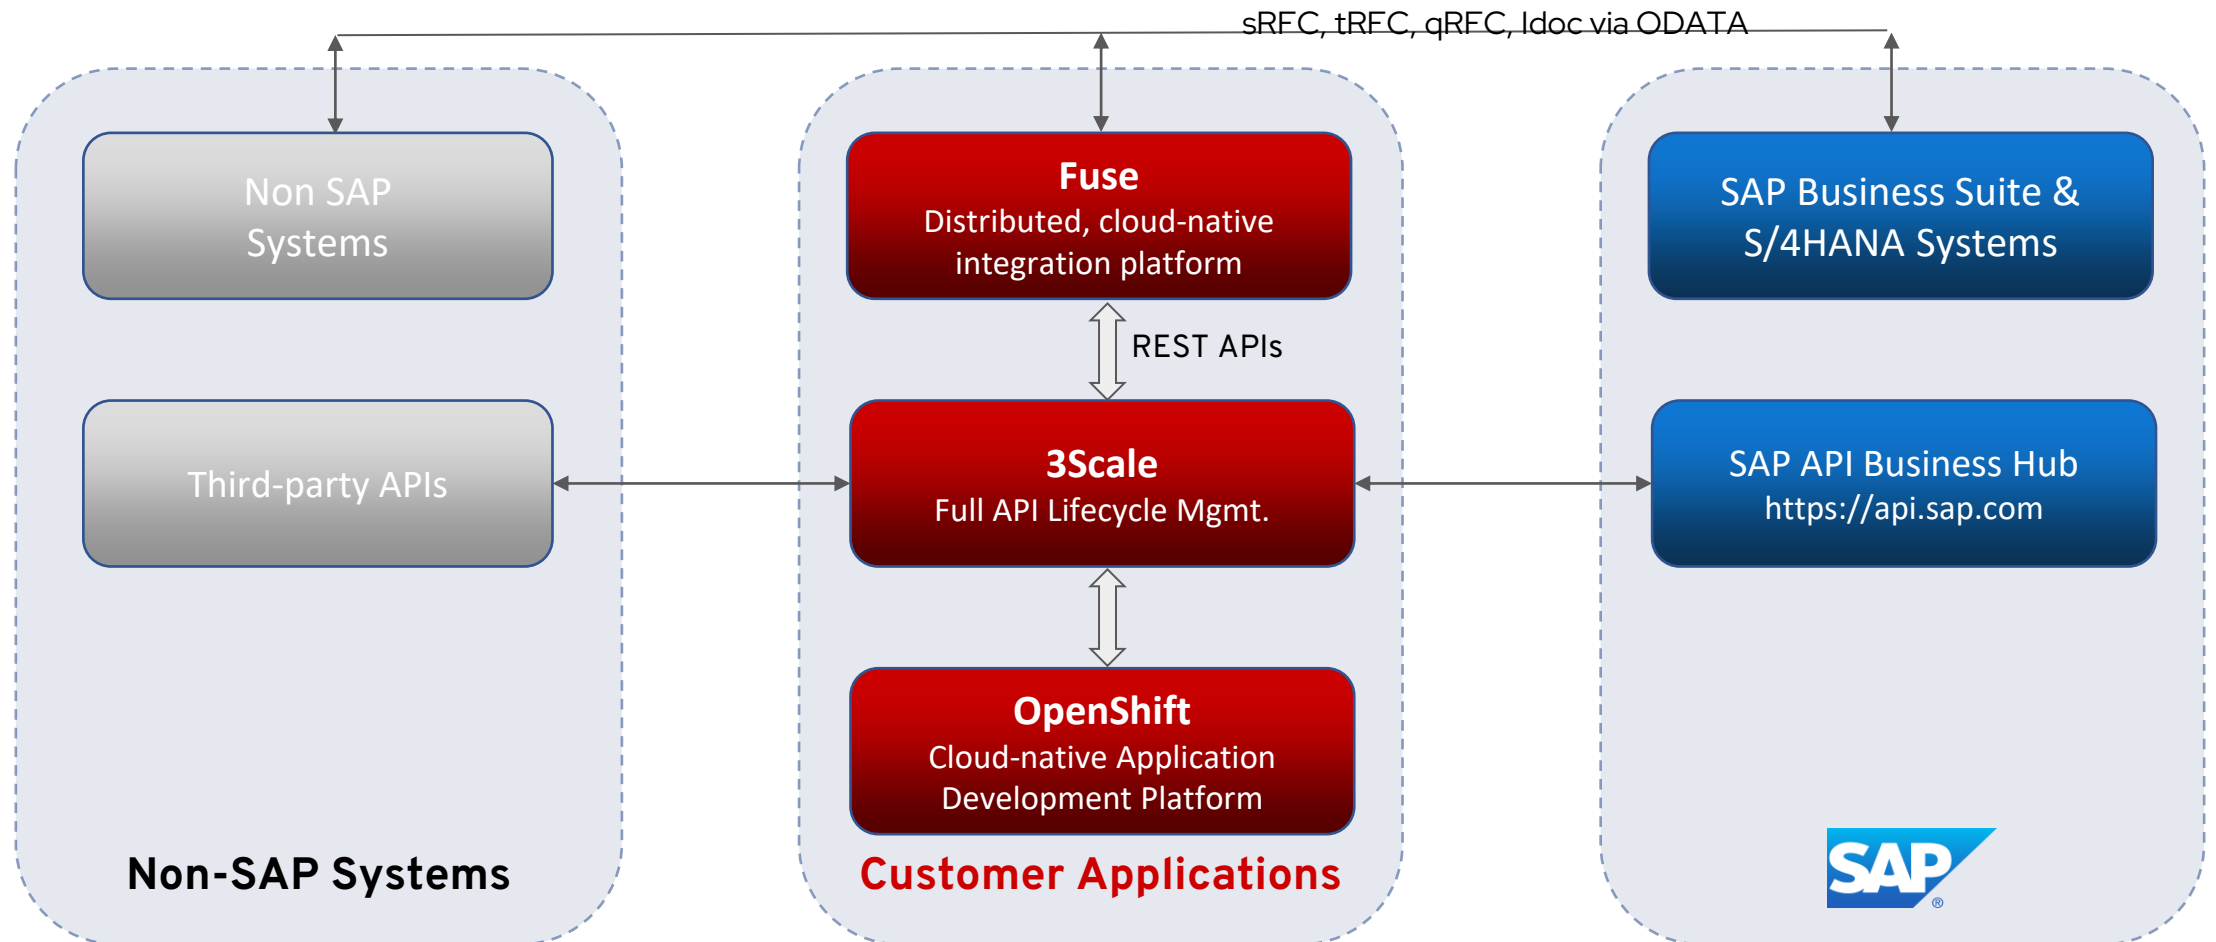 sRFC, tRFC, qRFC, Idoc via ODATA
Non SAP
Systems
Third-party APIs
Non-SAP Systems
Fuse
Distributed, cloud-native
integration platform
REST APIs
3Scale
Full API Lifecycle Mgmt.
OpenShift
Cloud-native Application
Development Platform
Customer Applications
SAP Business Suite &
S/4HANA Systems
SAP API Business Hub
https://api.sap.com
SAP
®